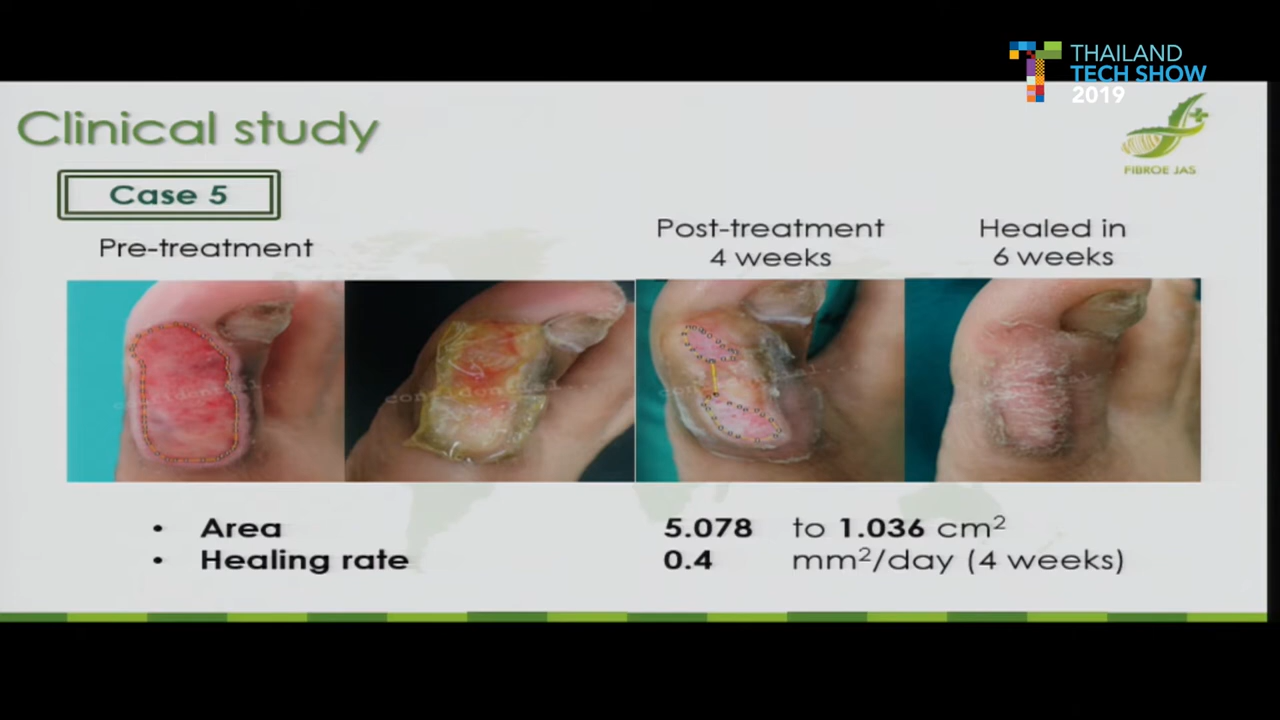 THAILAND
TECH SHOW
2019
Clinical study
FIBROE JAS
Case 5
Pre-treatment
Post-treatment
4 weeks
Healed in
6 weeks
confidential...
• Area 5.078 to 1.036 cm²
• Healing rate 0.4 mm²/day (4 weeks)